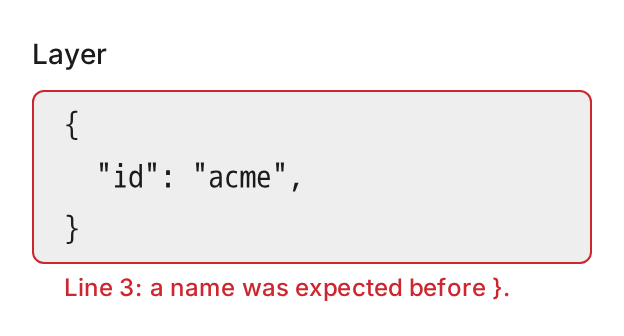 Layer
{
  "id": "acme",
}
Line 3: a name was expected before }.